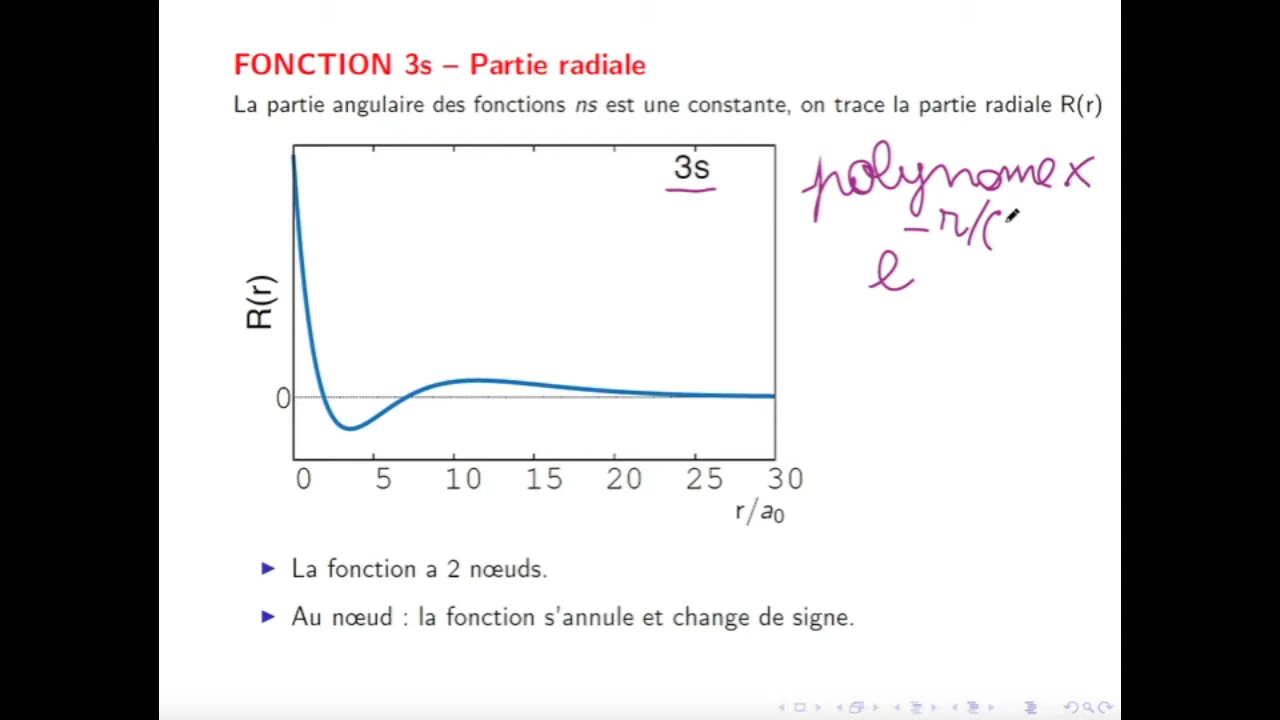 FONCTION 3s – Partie radiale
La partie angulaire des fonctions ns est une constante, on trace la partie radiale R(r)
3s
polynome ×
e^-r/(
R(r)
0
0 5 10 15 20 25 30
r/a₀
▶ La fonction a 2 nœuds.
▶ Au nœud : la fonction s'annule et change de signe.